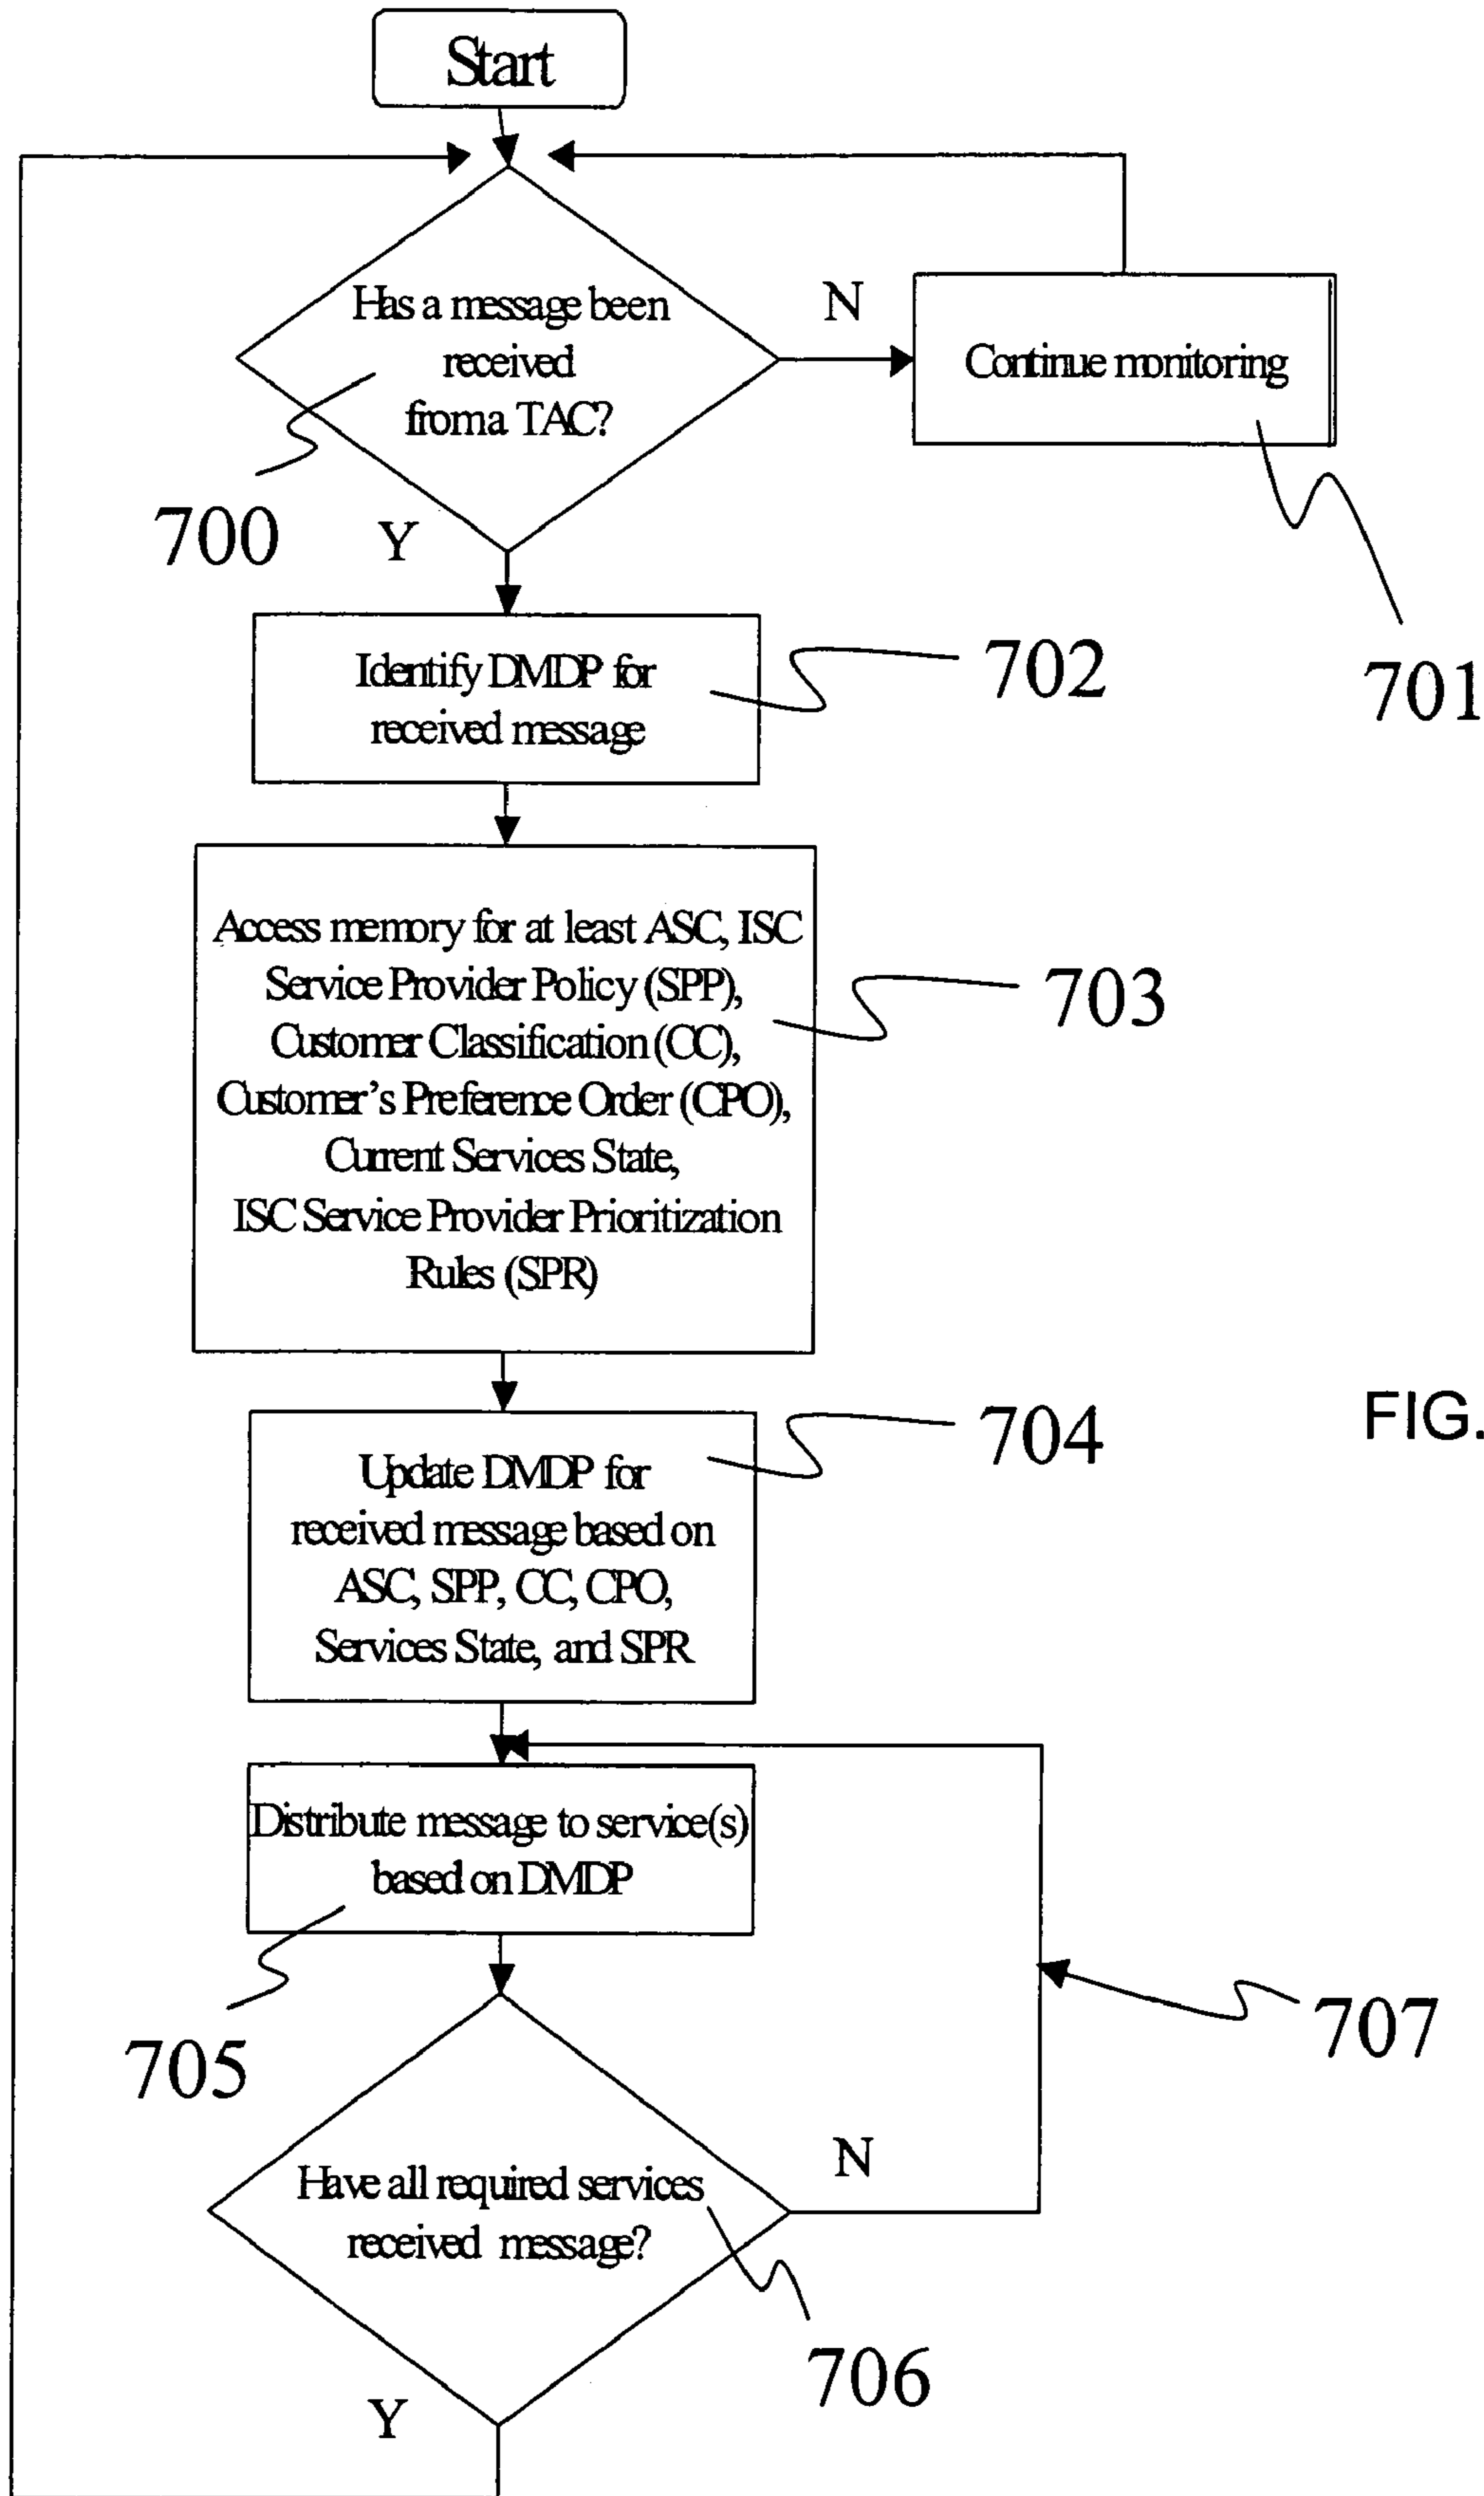 Start
Has a message been
received
from a TAC?
N
Continue monitoring
700
Y
701
Identify DMDP for
received message
702
Access memory for at least ASC, ISC
Service Provider Policy (SPP),
Customer Classification (CC),
Customer's Preference Order (CPO),
Current Services State,
ISC Service Provider Prioritization
Rules (SPR)
703
FIG.
Update DMDP for
received message based on
ASC, SPP, CC, CPO,
Services State, and SPR
704
Distribute message to service(s)
based on DMDP
705
707
Have all required services
received message?
N
706
Y